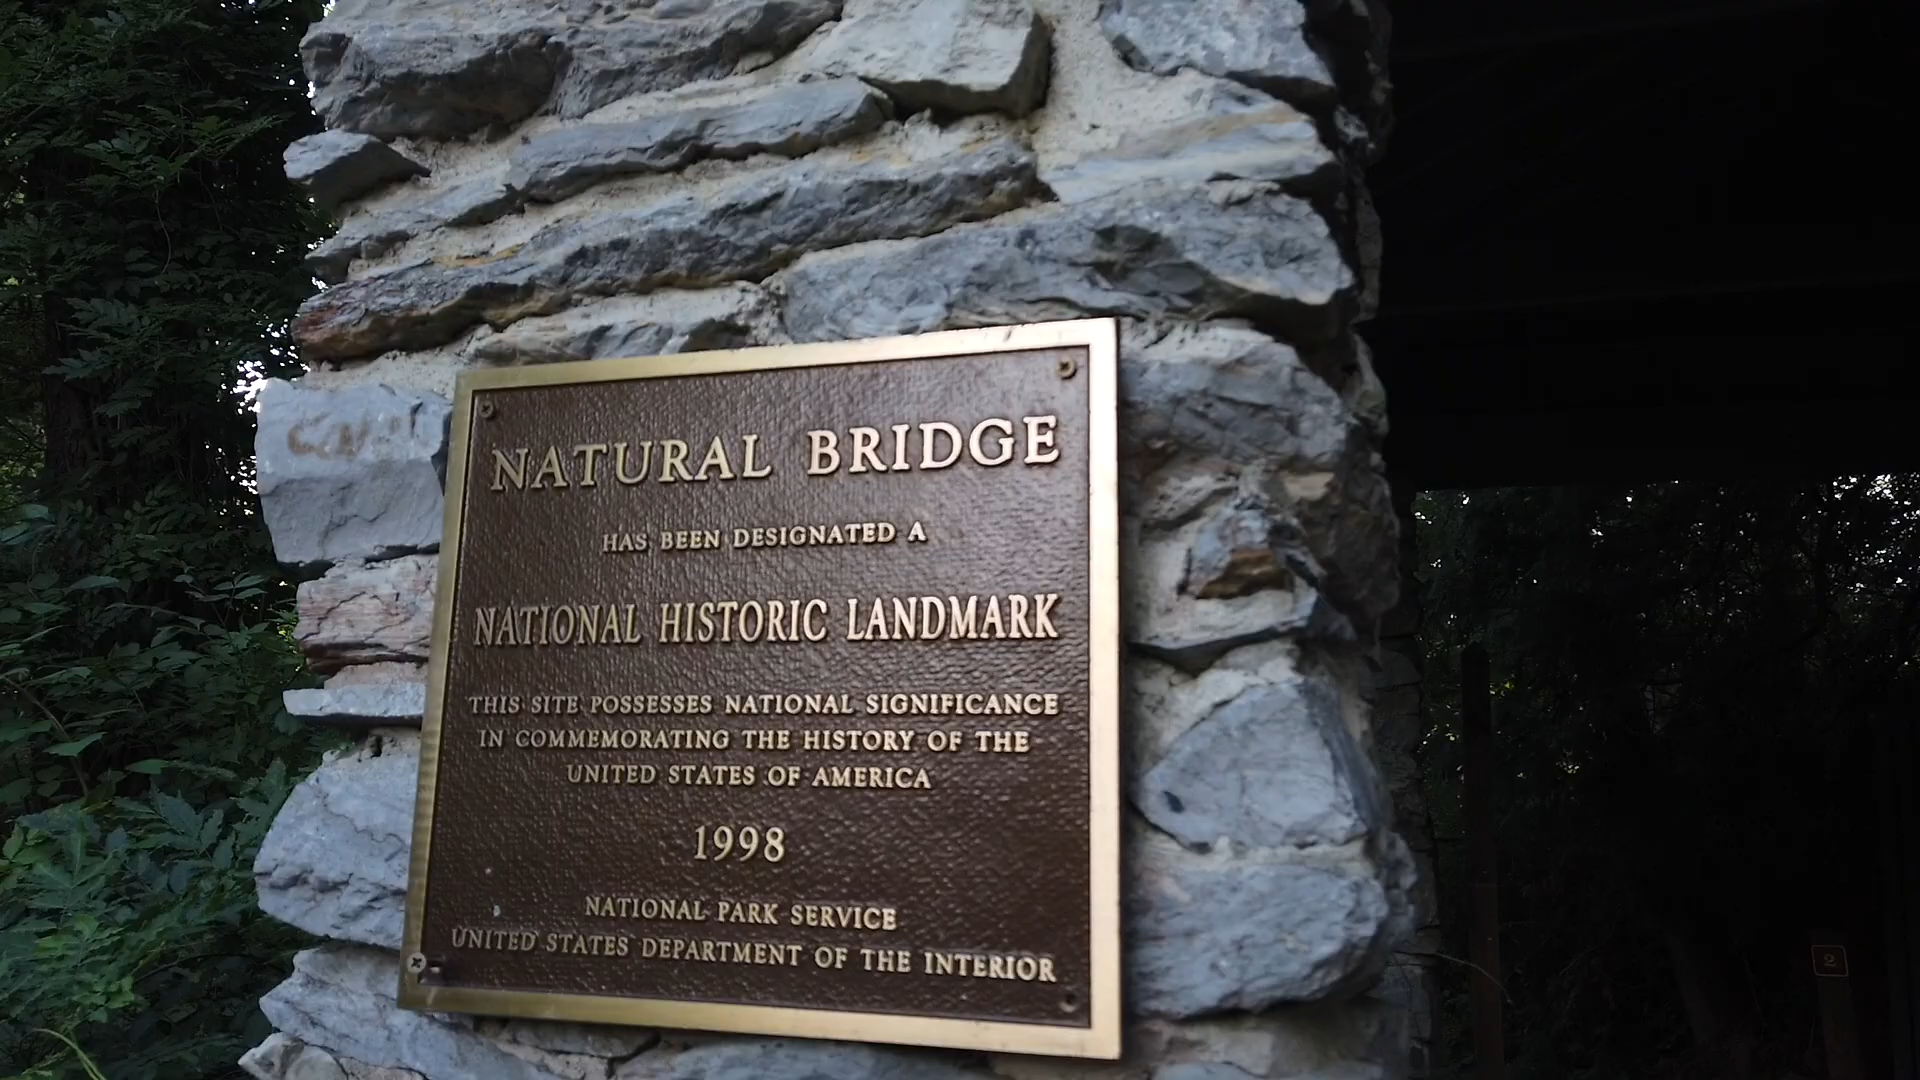 NATURAL BRIDGE
HAS BEEN DESIGNATED A
NATIONAL HISTORIC LANDMARK
THIS SITE POSSESSES NATIONAL SIGNIFICANCE
IN COMMEMORATING THE HISTORY OF THE
UNITED STATES OF AMERICA
1998
NATIONAL PARK SERVICE
UNITED STATES DEPARTMENT OF THE INTERIOR
2